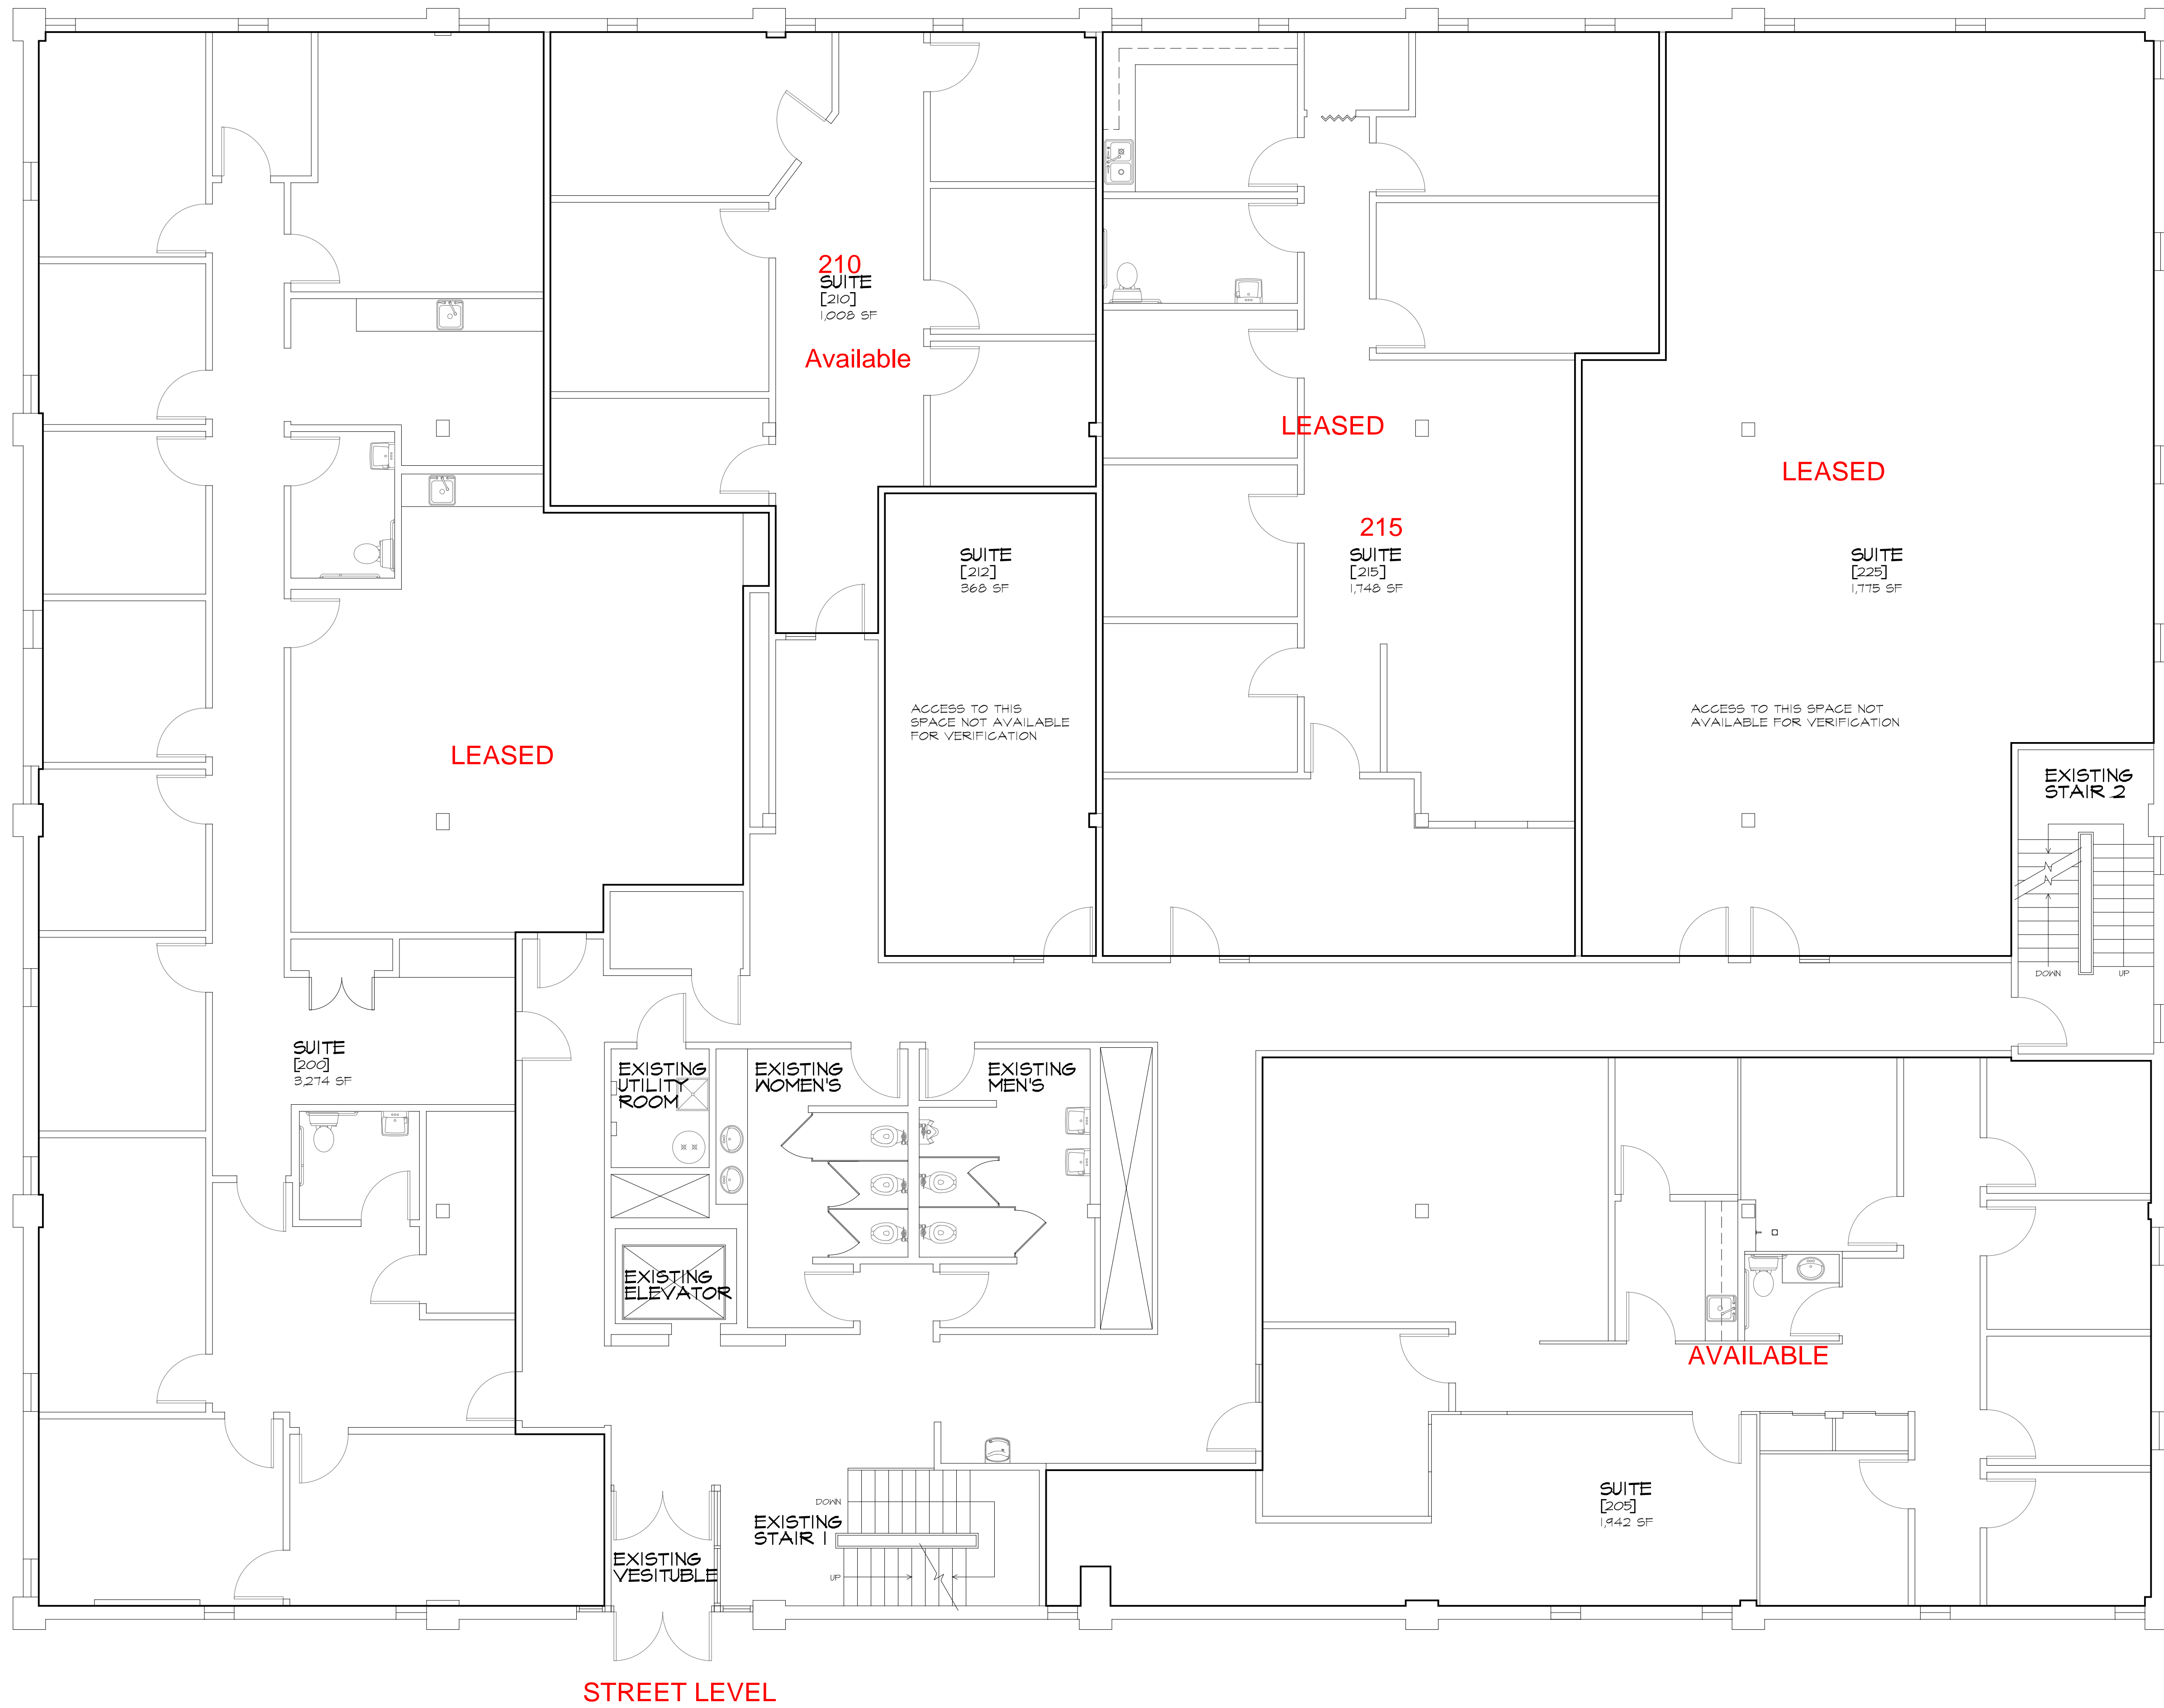 210
SUITE
[210]
1,008 SF
Available
LEASED
LEASED
215
SUITE
[212]
368 SF
SUITE
[215]
1,748 SF
SUITE
[225]
1,775 SF
ACCESS TO THIS
SPACE NOT AVAILABLE
FOR VERIFICATION
ACCESS TO THIS SPACE NOT
AVAILABLE FOR VERIFICATION
LEASED
EXISTING
STAIR 2
DOWN
UP
SUITE
[200]
3,274 SF
EXISTING
UTILITY
ROOM
EXISTING
WOMEN'S
EXISTING
MEN'S
EXISTING
ELEVATOR
AVAILABLE
SUITE
[205]
1,942 SF
DOWN
EXISTING
STAIR 1
UP
EXISTING
VESITUBLE
STREET LEVEL